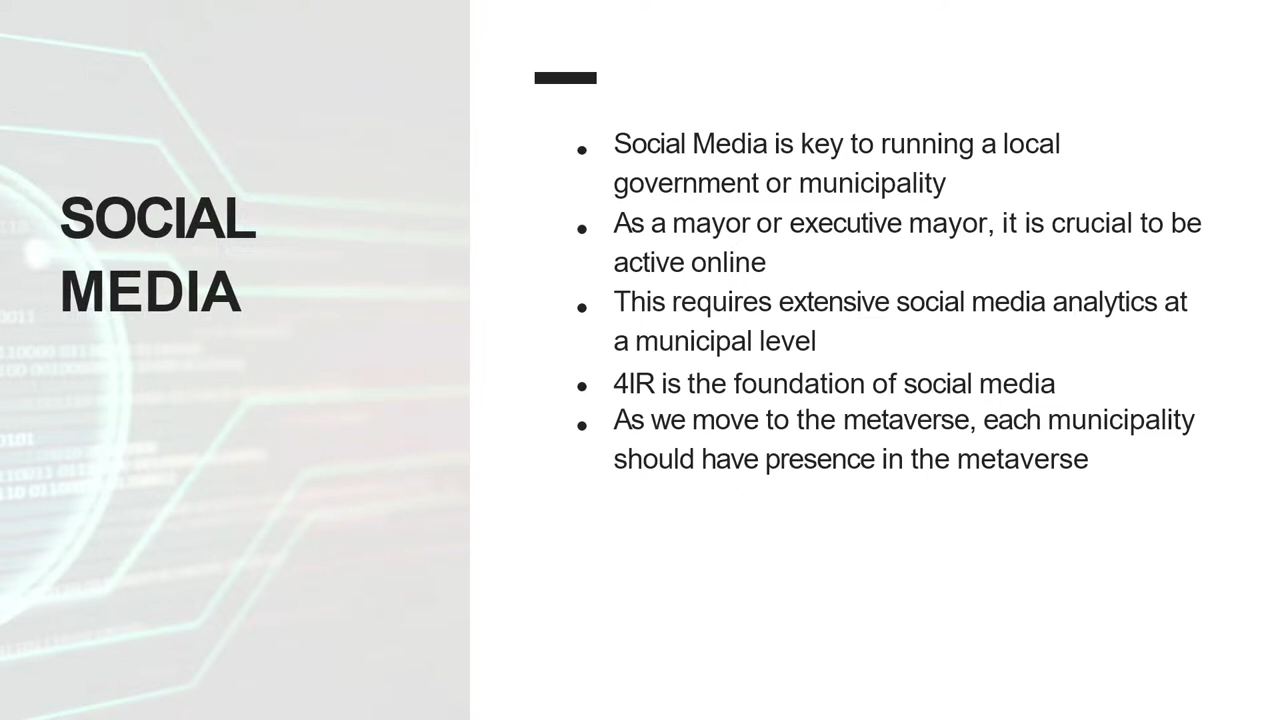 SOCIAL
MEDIA
• Social Media is key to running a local
government or municipality
• As a mayor or executive mayor, it is crucial to be
active online
• This requires extensive social media analytics at
a municipal level
• 4IR is the foundation of social media
• As we move to the metaverse, each municipality
should have presence in the metaverse